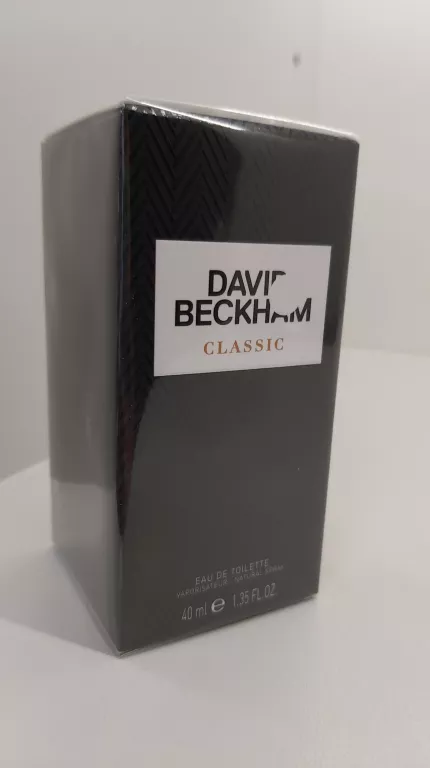 DAVID
BECKHAM
CLASSIC
EAU DE TOILETTE
VAPORISATEUR · NATURAL SPRAY
40 ml ℮ 1.35 FL.OZ.